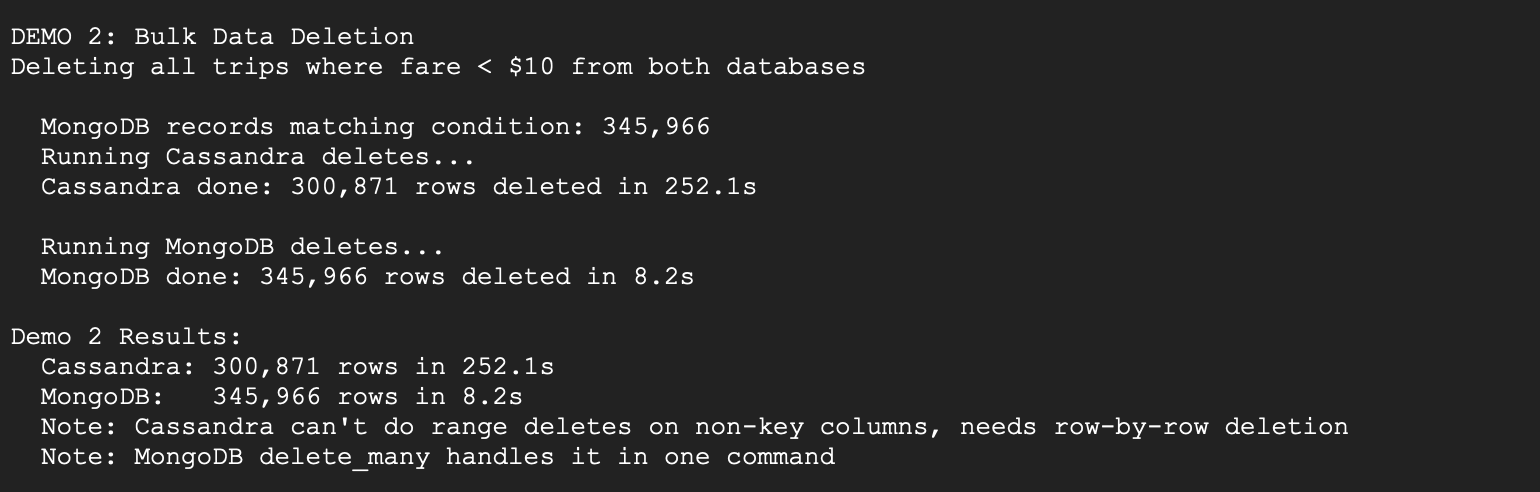 DEMO 2: Bulk Data Deletion
Deleting all trips where fare < $10 from both databases
MongoDB records matching condition: 345,966
Running Cassandra deletes...
Cassandra done: 300,871 rows deleted in 252.1s
Running MongoDB deletes...
MongoDB done: 345,966 rows deleted in 8.2s
Demo 2 Results:
Cassandra: 300,871 rows in 252.1s
MongoDB:   345,966 rows in 8.2s
Note: Cassandra can't do range deletes on non-key columns, needs row-by-row deletion
Note: MongoDB delete_many handles it in one command